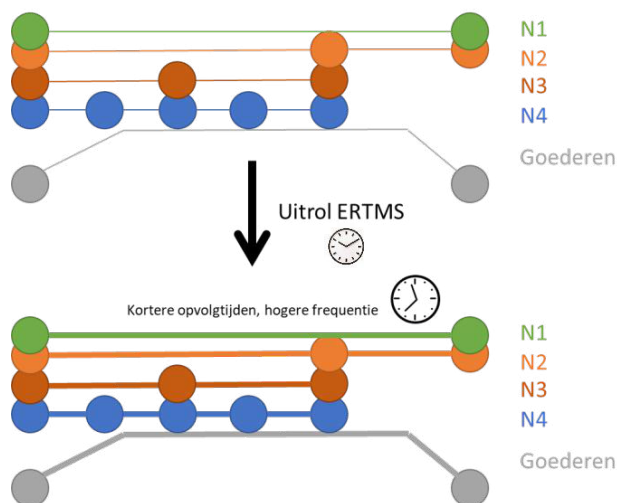 N1
N2
N3
N4
Goederen
Uitrol ERTMS
Kortere opvolgtijden, hogere frequentie
N1
N2
N3
N4
Goederen